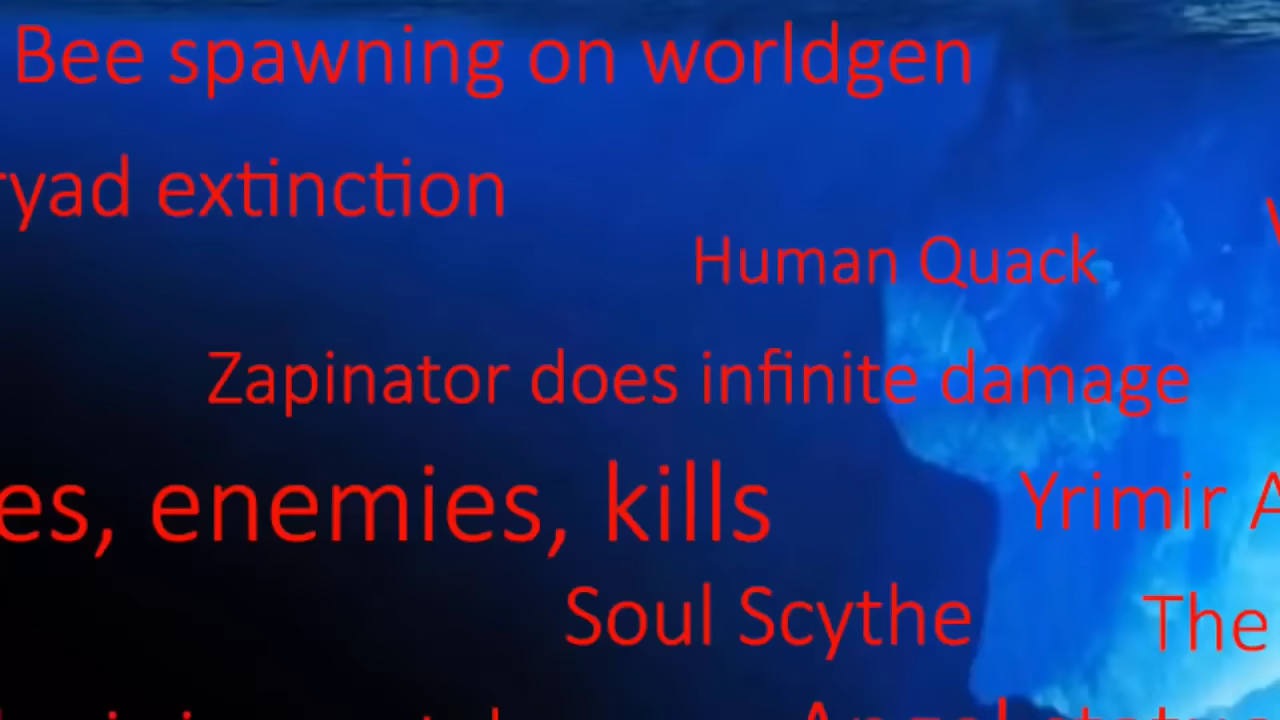 Bee spawning on worldgen
ryad extinction
Human Quack
Zapinator does infinite damage
es, enemies, kills
Yrimir A
Soul Scythe
The